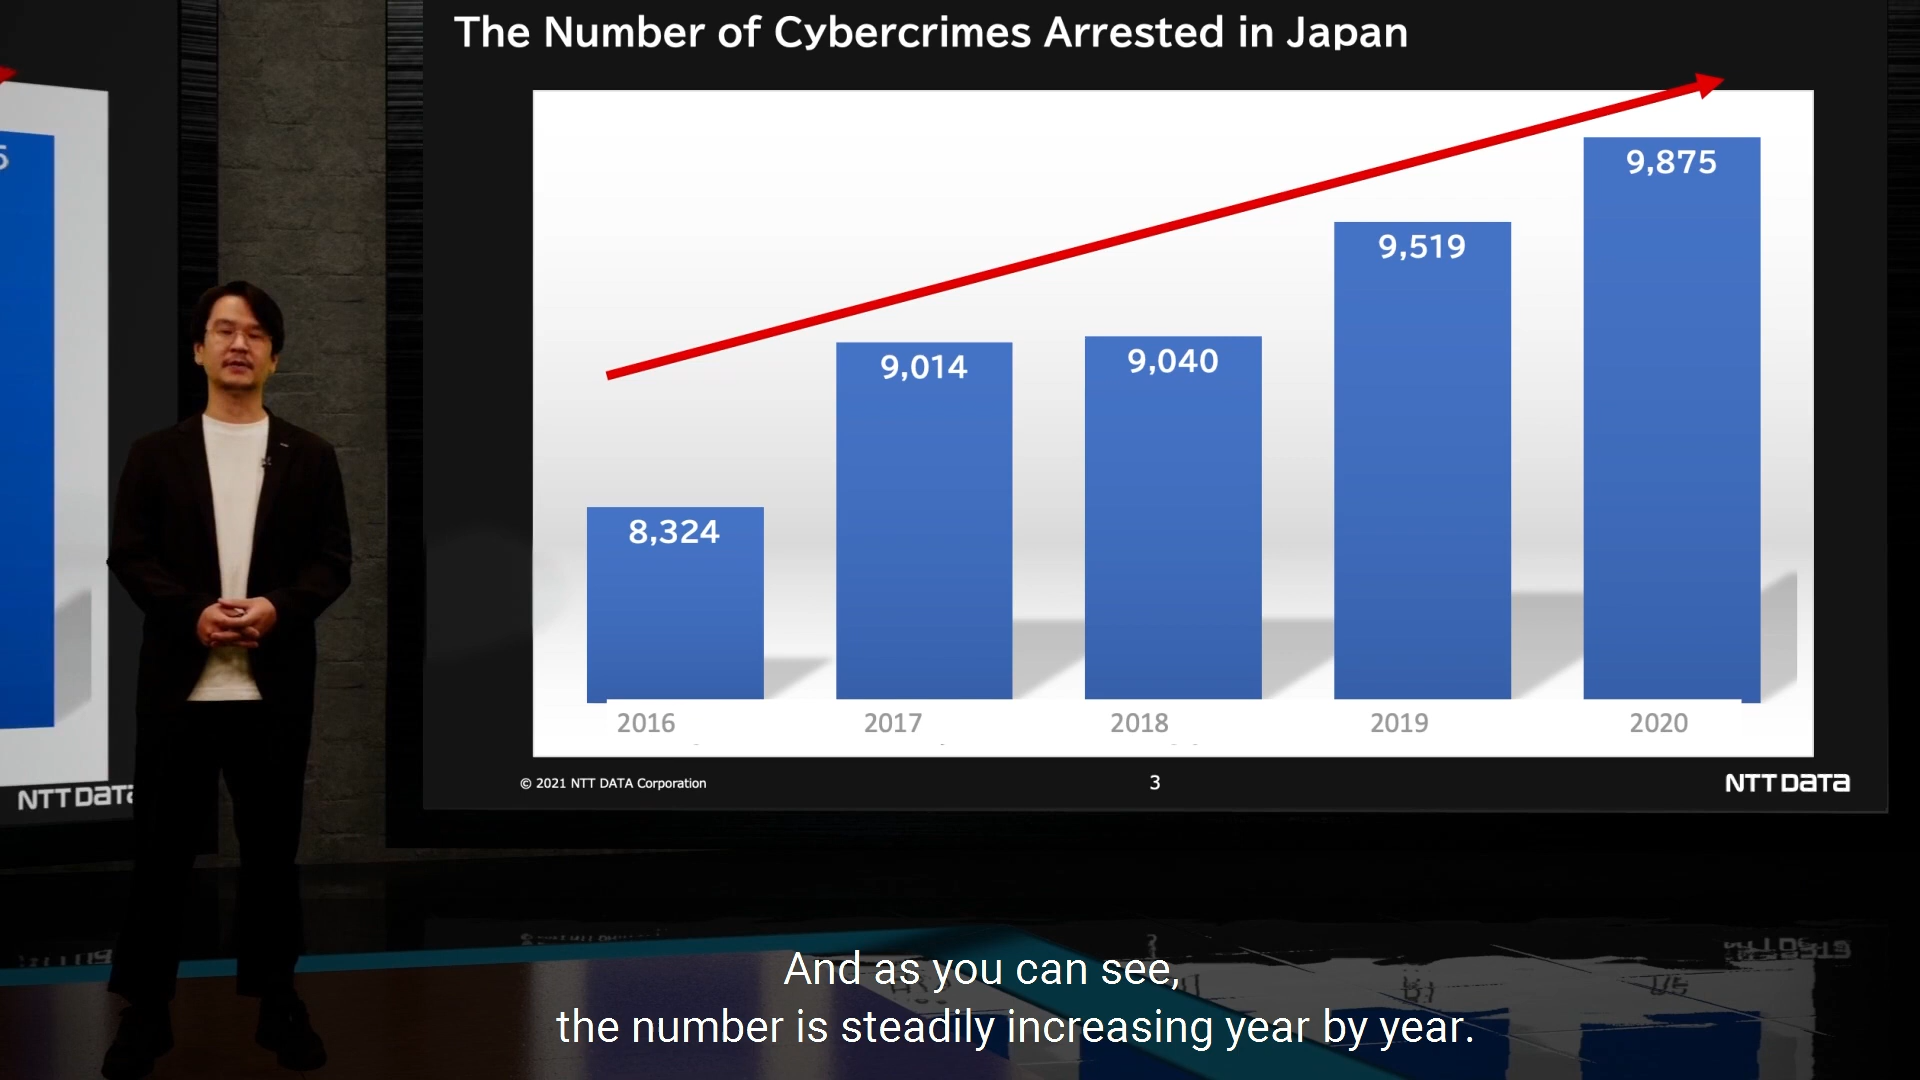 The Number of Cybercrimes Arrested in Japan
9,875
9,519
9,014
9,040
8,324
2016 2017 2018 2019 2020
© 2021 NTT DATA Corporation
3
NTT DATA
NTT DATA
And as you can see,
the number is steadily increasing year by year.